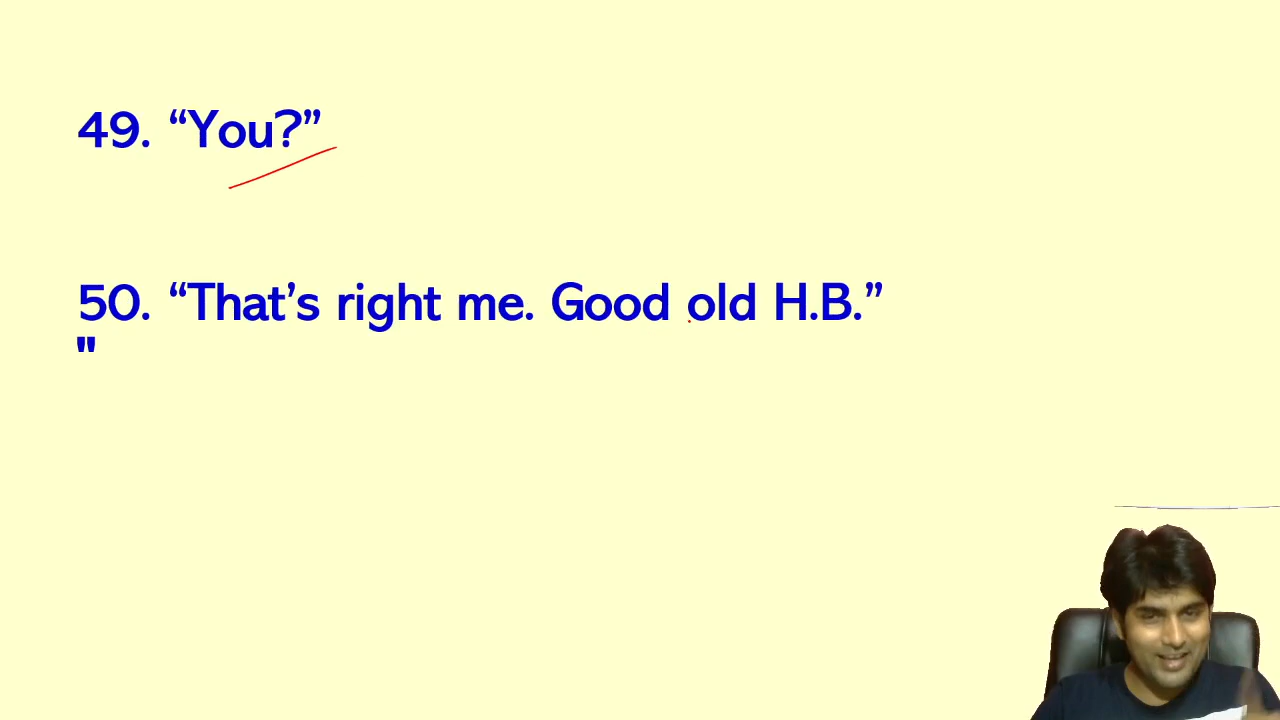 49. “You?”
50. “That’s right me. Good old H.B.”
"